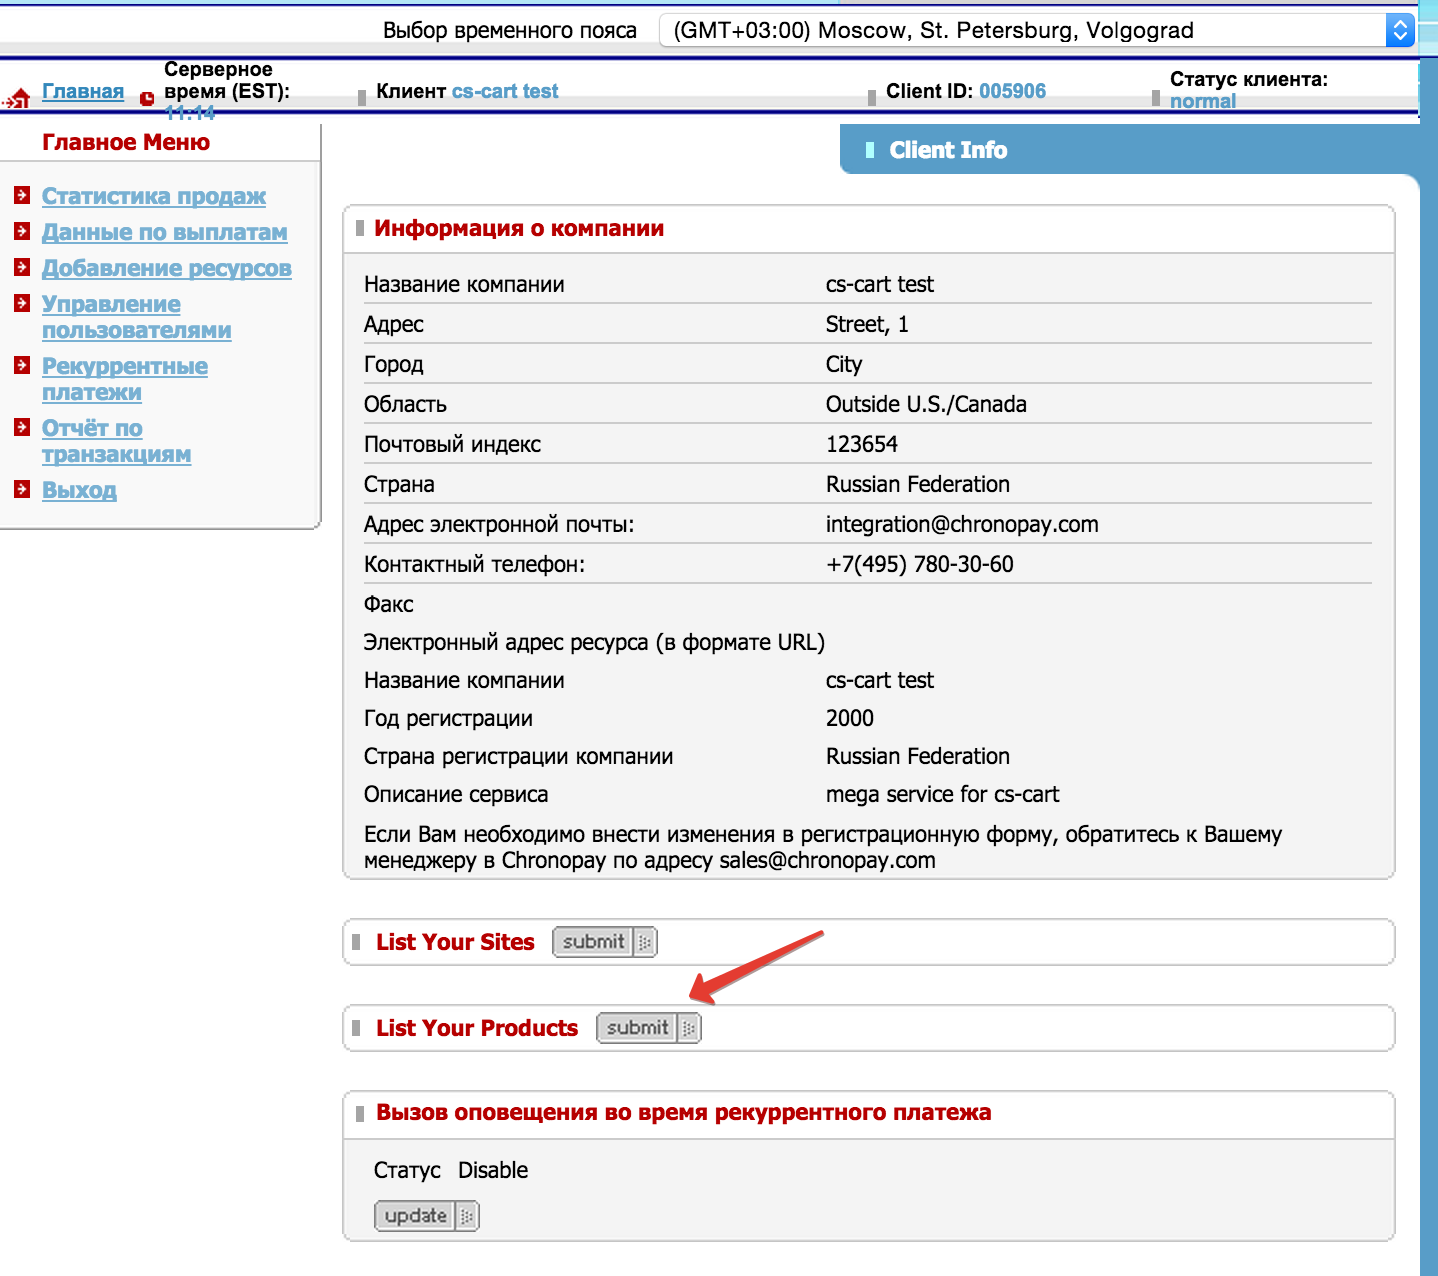 Выбор временного пояса (GMT+03:00) Moscow, St. Petersburg, Volgograd
Главная
Серверное
время (EST):
11:14
Клиент cs-cart test
Client ID: 005906
Статус клиента:
normal
Главное Меню
Статистика продаж
Данные по выплатам
Добавление ресурсов
Управление
пользователями
Рекуррентные
платежи
Отчёт по
транзакциям
Выход
Client Info
Информация о компании
Название компании cs-cart test
Адрес Street, 1
Город City
Область Outside U.S./Canada
Почтовый индекс 123654
Страна Russian Federation
Адрес электронной почты: integration@chronopay.com
Контактный телефон: +7(495) 780-30-60
Факс
Электронный адрес ресурса (в формате URL)
Название компании cs-cart test
Год регистрации 2000
Страна регистрации компании Russian Federation
Описание сервиса mega service for cs-cart
Если Вам необходимо внести изменения в регистрационную форму, обратитесь к Вашему
менеджеру в Chronopay по адресу sales@chronopay.com
List Your Sites submit
List Your Products submit
Вызов оповещения во время рекуррентного платежа
Статус Disable
update